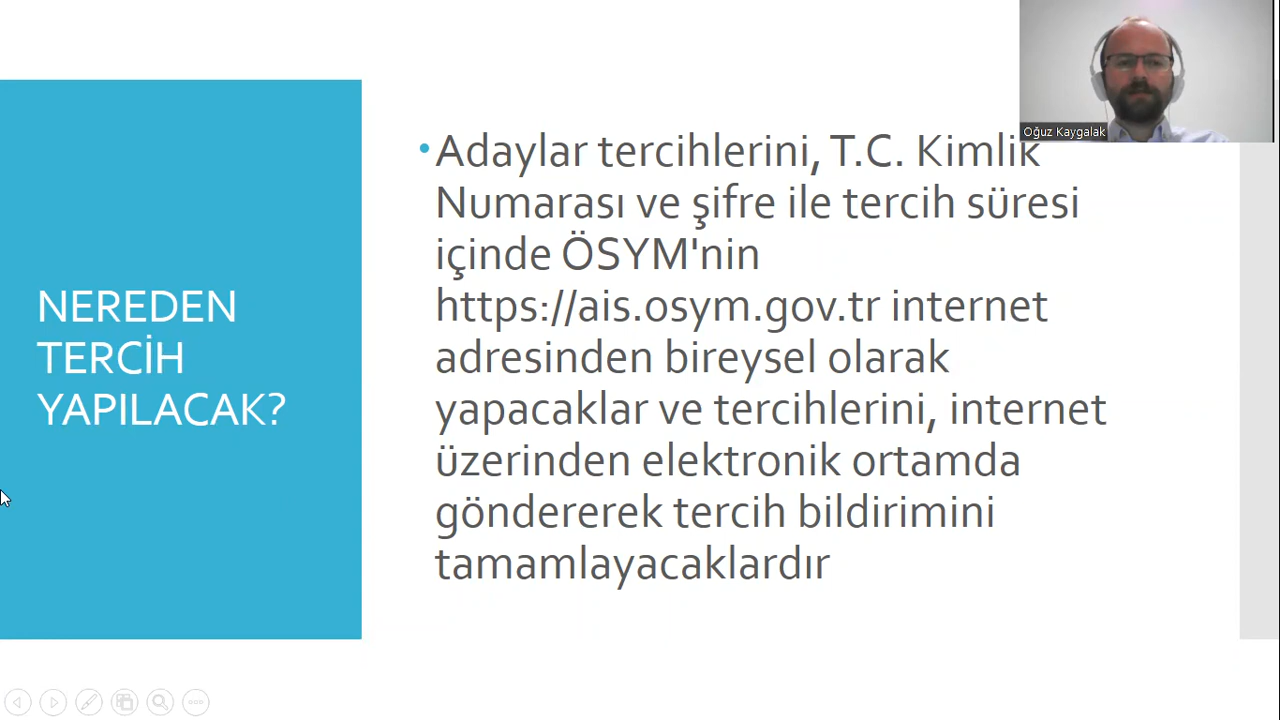 Oğuz Kaygalak
NEREDEN
TERCİH
YAPILACAK?
•Adaylar tercihlerini, T.C. Kimlik
Numarası ve şifre ile tercih süresi
içinde ÖSYM'nin
https://ais.osym.gov.tr internet
adresinden bireysel olarak
yapacaklar ve tercihlerini, internet
üzerinden elektronik ortamda
göndererek tercih bildirimini
tamamlayacaklardır